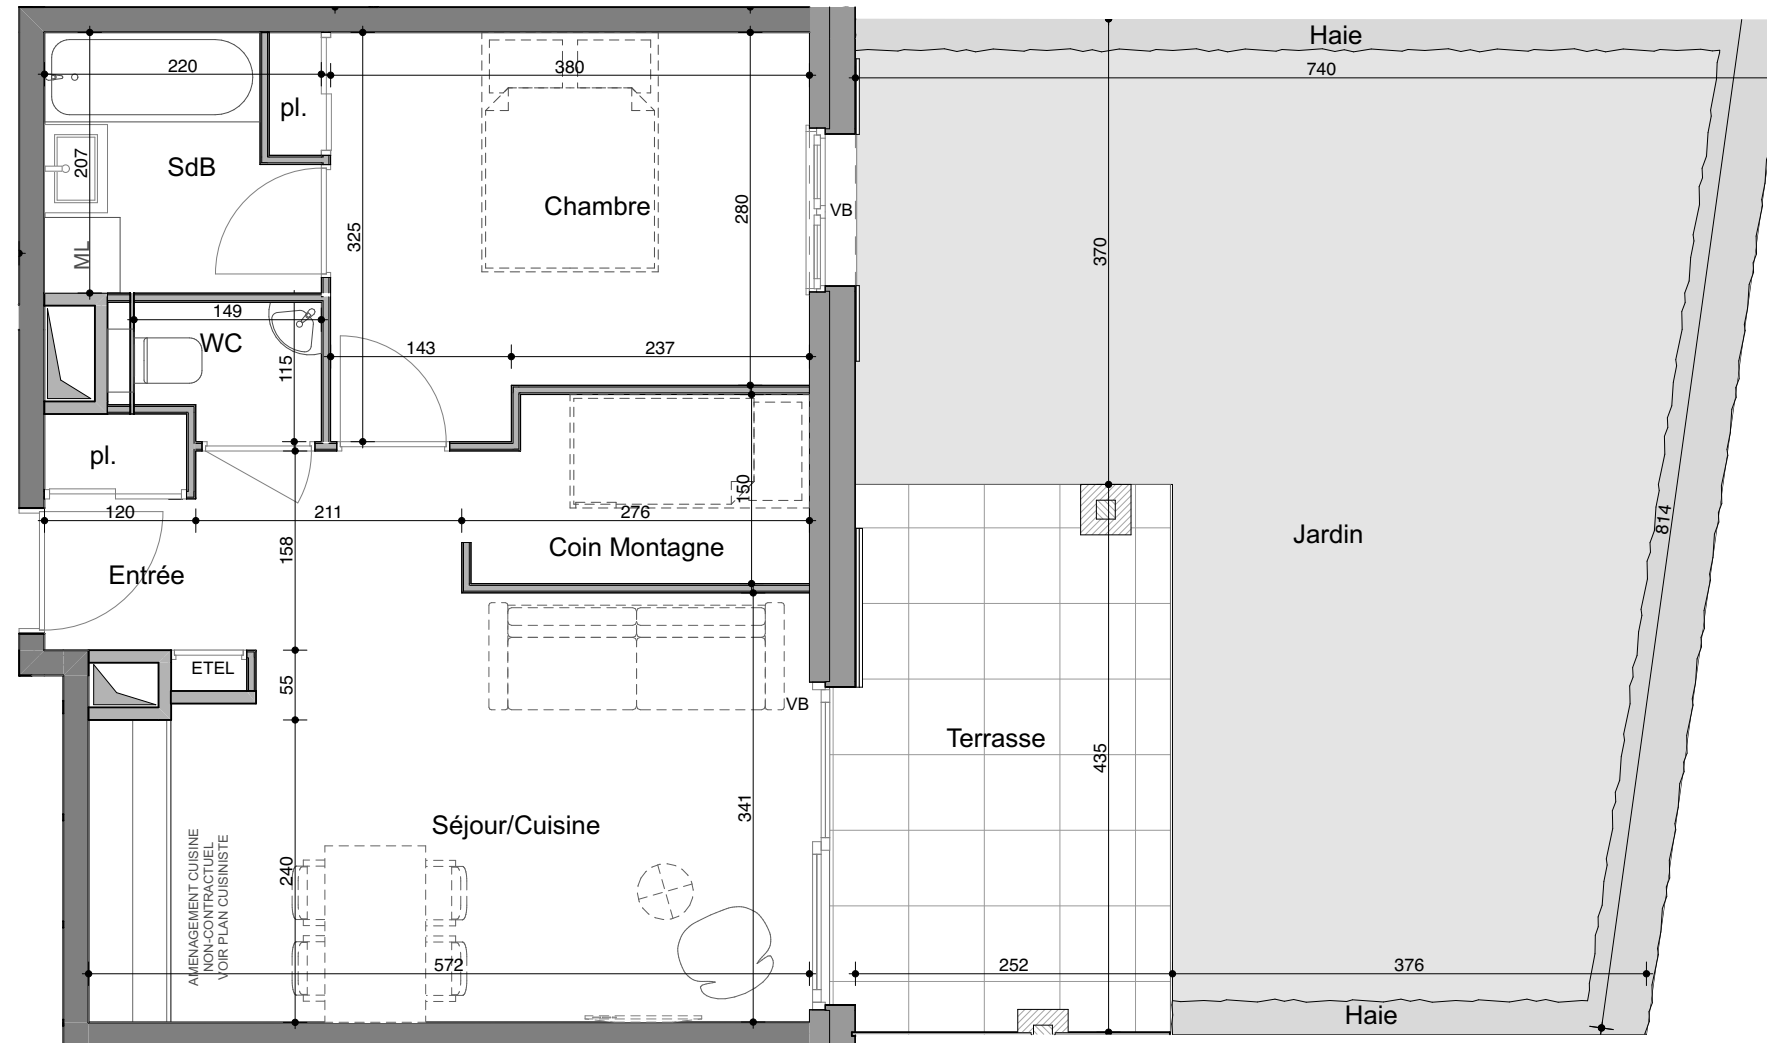 Haie
220
380
740
pl.
207
SdB
Chambre
280
VB
325
370
ML
149
WC
143
237
115
pl.
150
120
211
276
814
Jardin
158
Coin Montagne
Entrée
ETEL
55
VB
Terrasse
435
341
Séjour/Cuisine
240
AMENAGEMENT CUISINE
NON-CONTRACTUEL
VOIR PLAN CUISINISTE
572
252
376
Haie